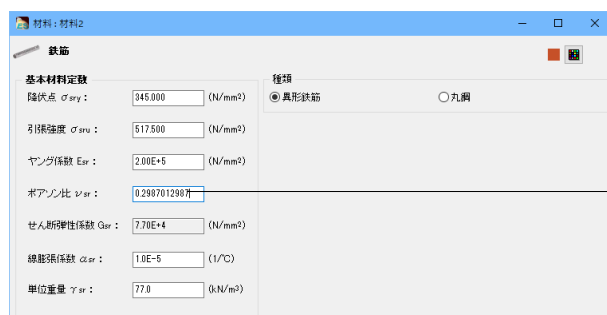 材料 : 材料2
鉄筋
基本材料定数
降伏点 σsry : 345.000 (N/mm²)
引張強度 σsru : 517.500 (N/mm²)
ヤング係数 Esr : 2.00E+5 (N/mm²)
ポアソン比 νsr : 0.2987012987
せん断弾性係数 Gsr : 7.70E+4 (N/mm²)
線膨張係数 αsr : 1.0E-5 (1/℃)
単位重量 γsr : 77.0 (kN/m³)
種類
異形鉄筋 丸鋼